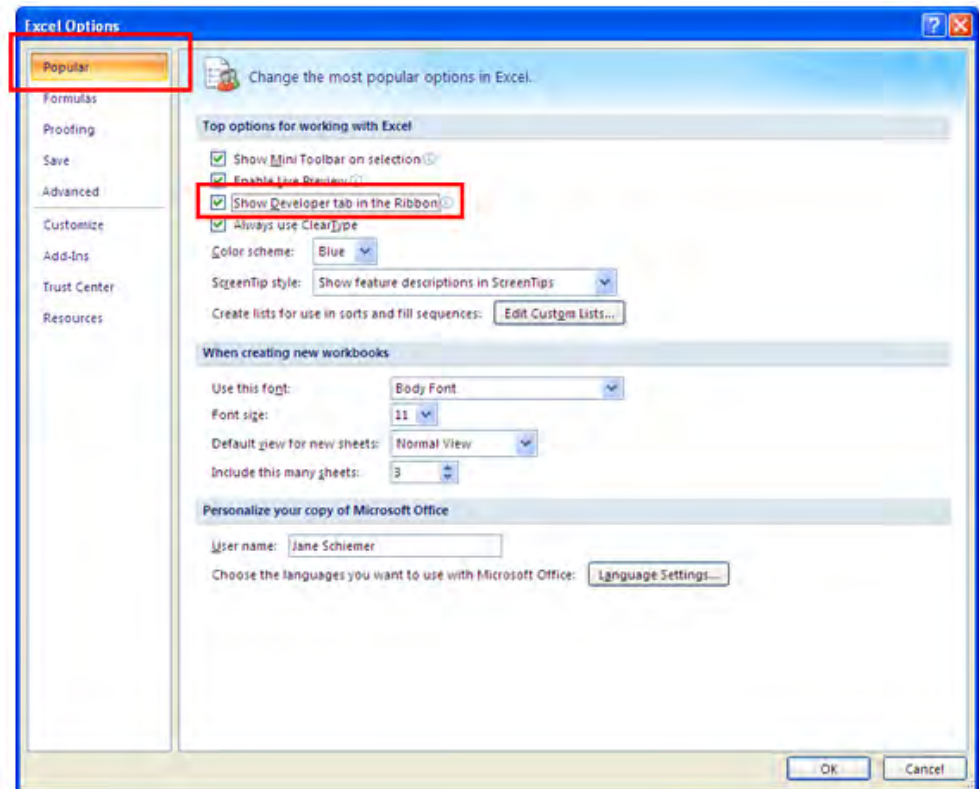 Excel Options
Popular
Formulas
Proofing
Save
Advanced
Customize
Add-Ins
Trust Center
Resources
Change the most popular options in Excel.
Top options for working with Excel
Show Mini Toolbar on selection
Enable Live Preview
Show Developer tab in the Ribbon
Always use ClearType
Color scheme: Blue
ScreenTip style: Show feature descriptions in ScreenTips
Create lists for use in sorts and fill sequences: Edit Custom Lists...
When creating new workbooks
Use this font: Body Font
Font size: 11
Default view for new sheets: Normal View
Include this many sheets: 3
Personalize your copy of Microsoft Office
User name: Jane Schiemer
Choose the languages you want to use with Microsoft Office: Language Settings...
OK Cancel